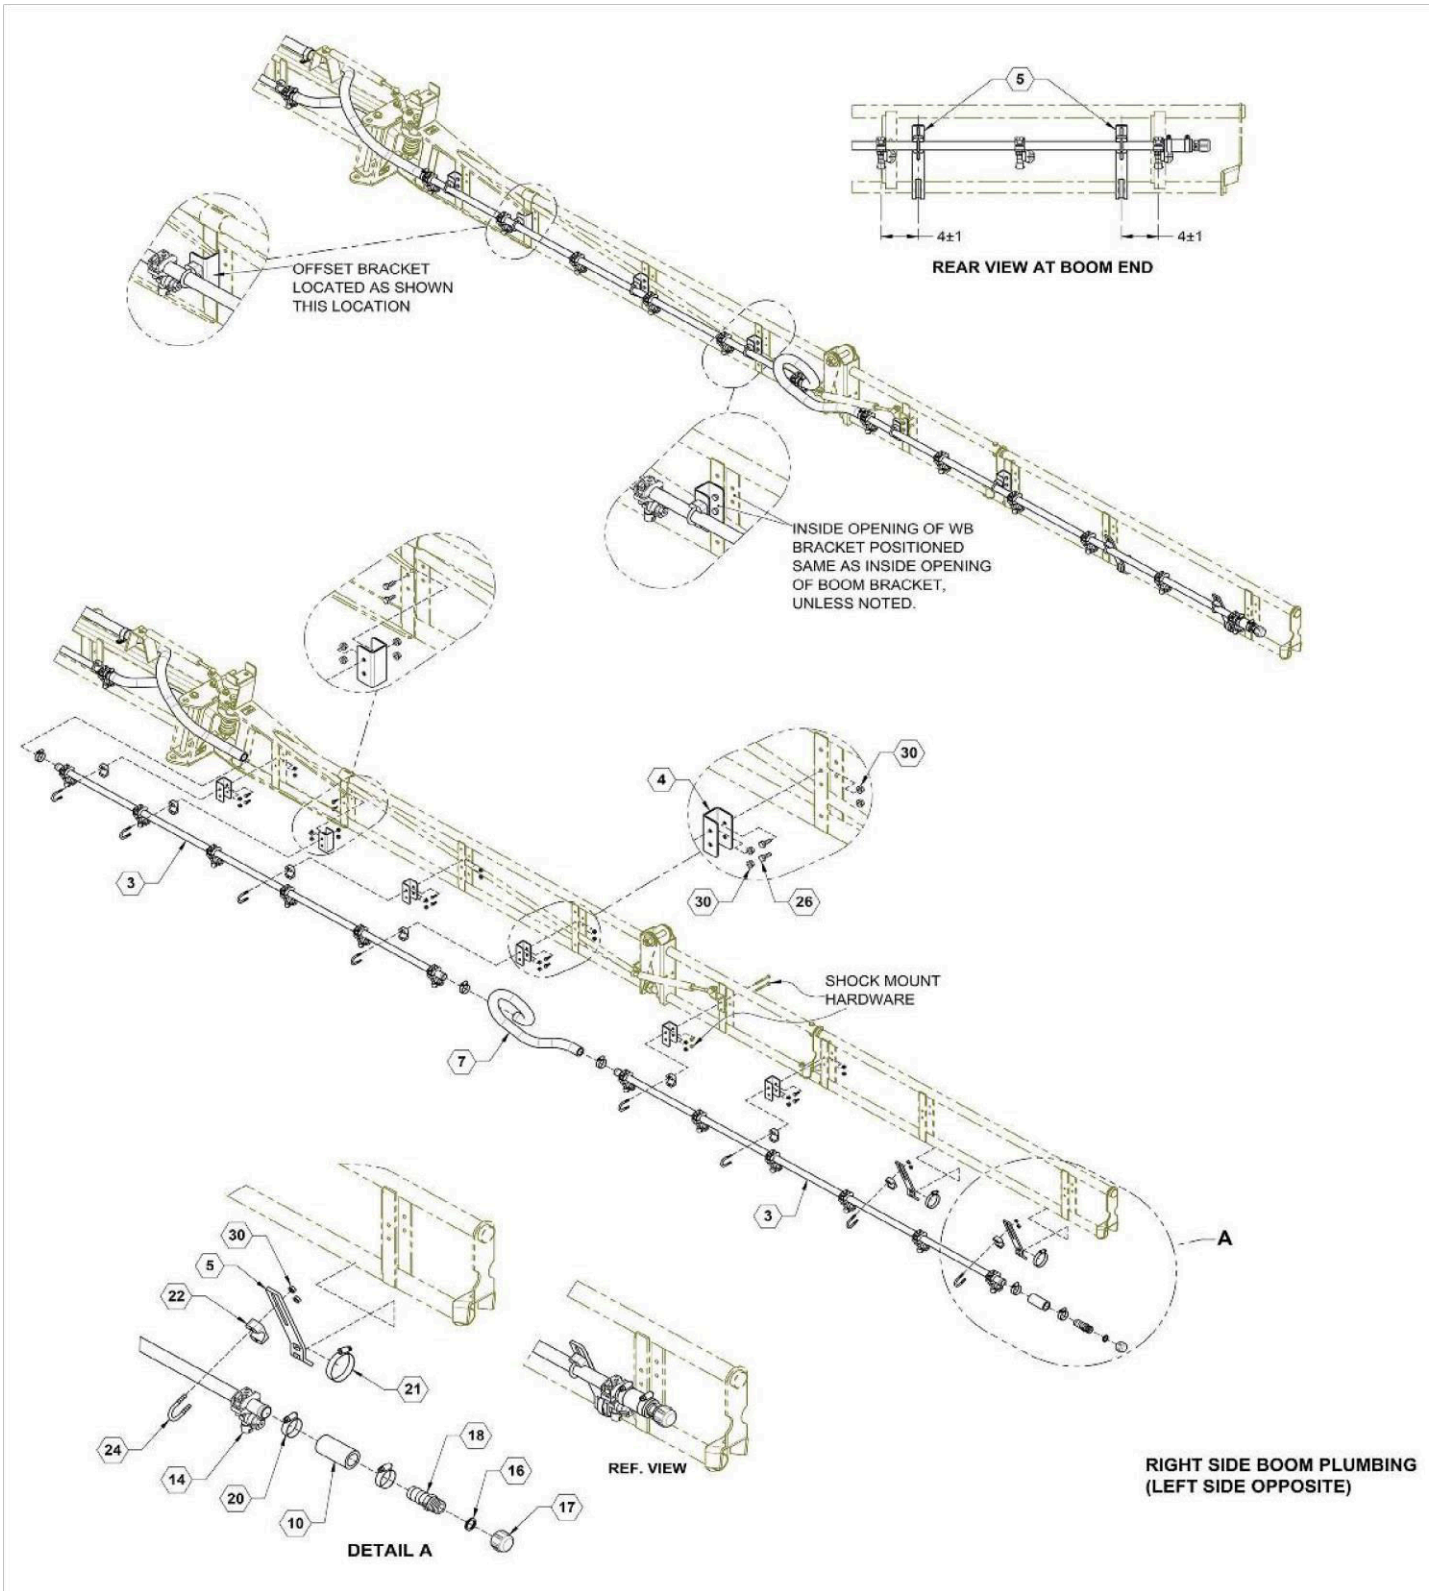 5
4±1
4±1
REAR VIEW AT BOOM END
OFFSET BRACKET
LOCATED AS SHOWN
THIS LOCATION
INSIDE OPENING OF WB
BRACKET POSITIONED
SAME AS INSIDE OPENING
OF BOOM BRACKET,
UNLESS NOTED.
30
4
3
30
26
SHOCK MOUNT
HARDWARE
7
3
A
30
5
22
21
24
14
20
10
18
16
17
DETAIL A
REF. VIEW
RIGHT SIDE BOOM PLUMBING
(LEFT SIDE OPPOSITE)